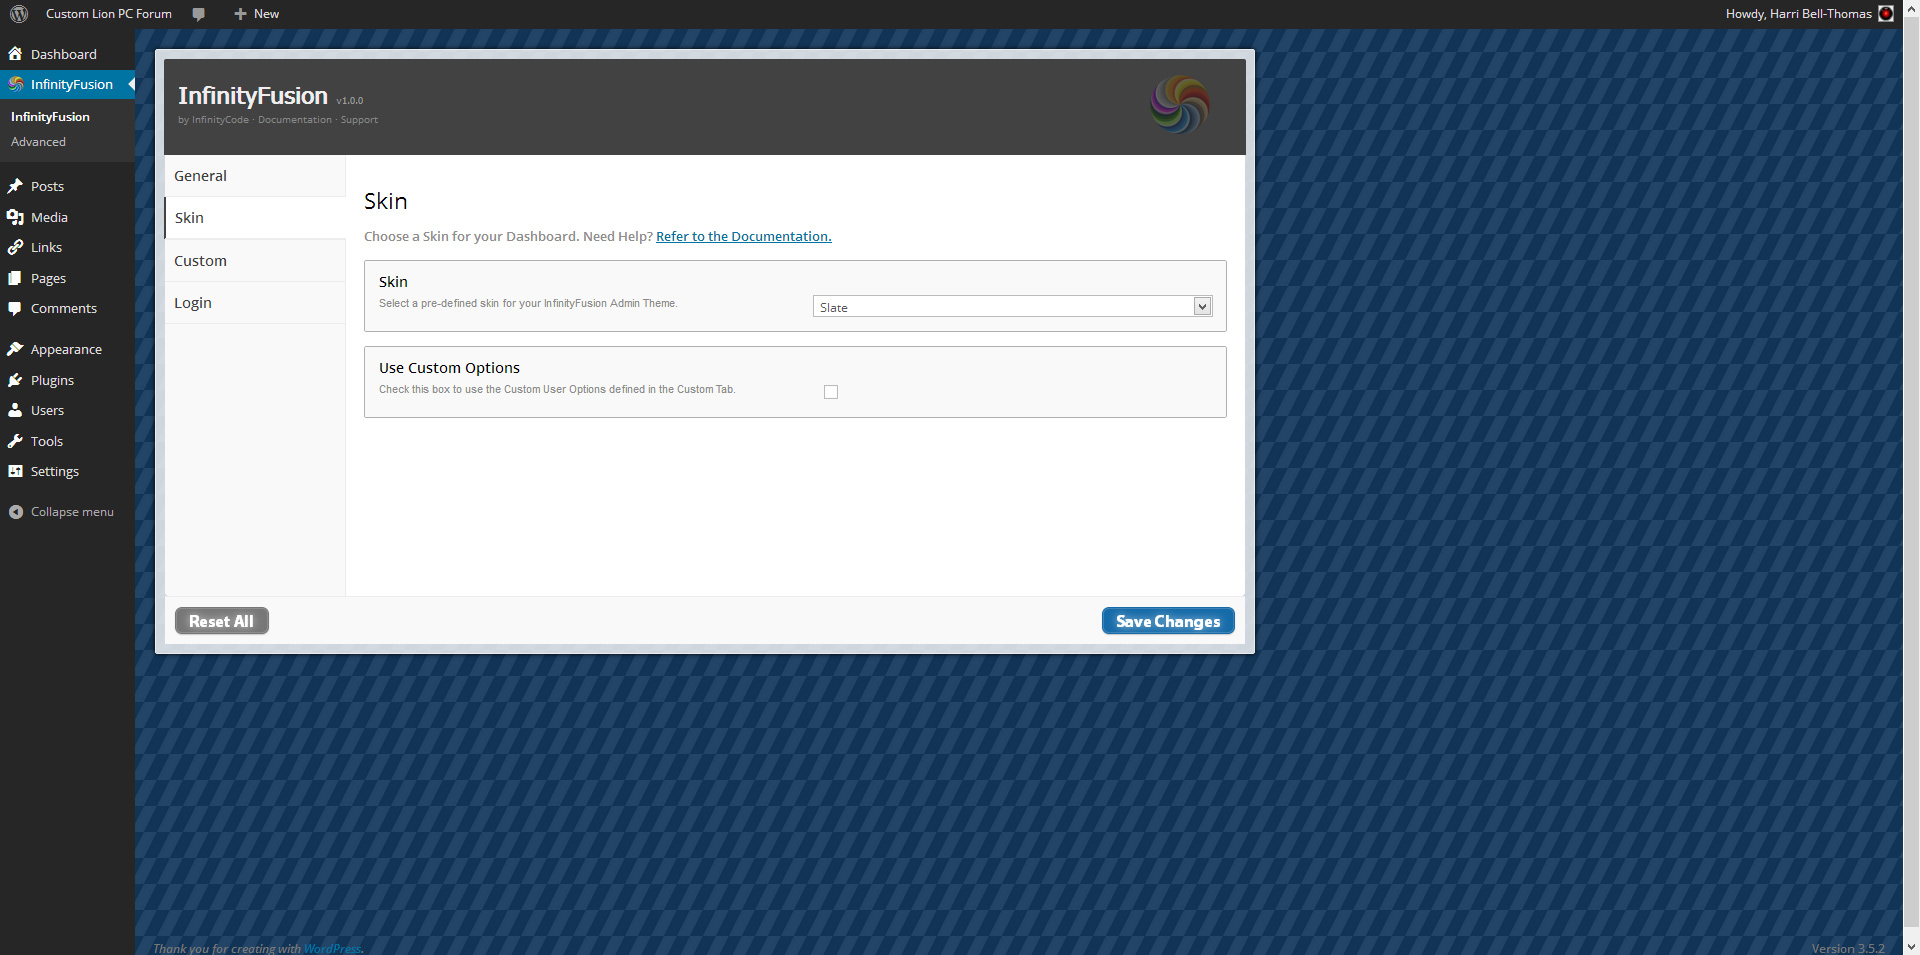 Custom Lion PC Forum
New
Howdy, Harri Bell-Thomas
Dashboard
InfinityFusion
InfinityFusion
Advanced
Posts
Media
Links
Pages
Comments
Appearance
Plugins
Users
Tools
Settings
Collapse menu
InfinityFusion v1.0.0
by InfinityCode · Documentation · Support
General
Skin
Custom
Login
Skin
Choose a Skin for your Dashboard. Need Help? Refer to the Documentation.
Skin
Select a pre-defined skin for your InfinityFusion Admin Theme.
Slate
Use Custom Options
Check this box to use the Custom User Options defined in the Custom Tab.
Reset All
Save Changes
Thank you for creating with WordPress.
Version 3.5.2